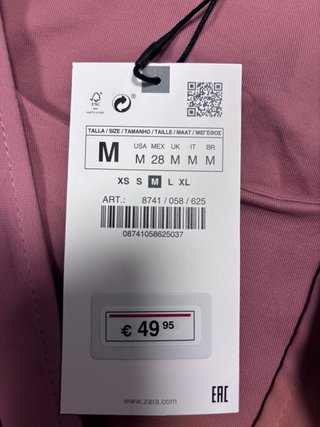 FSC
TALLA / SIZE / TAMANHO / TAILLE / MAAT / ΜΕΓΕΘΟΣ
M
USA MEX UK IT BR
M 28 M M M
XS S M L XL
ART.: 8741 / 058 / 625
08741058625037
€ 49 95
www.zara.com
EAC